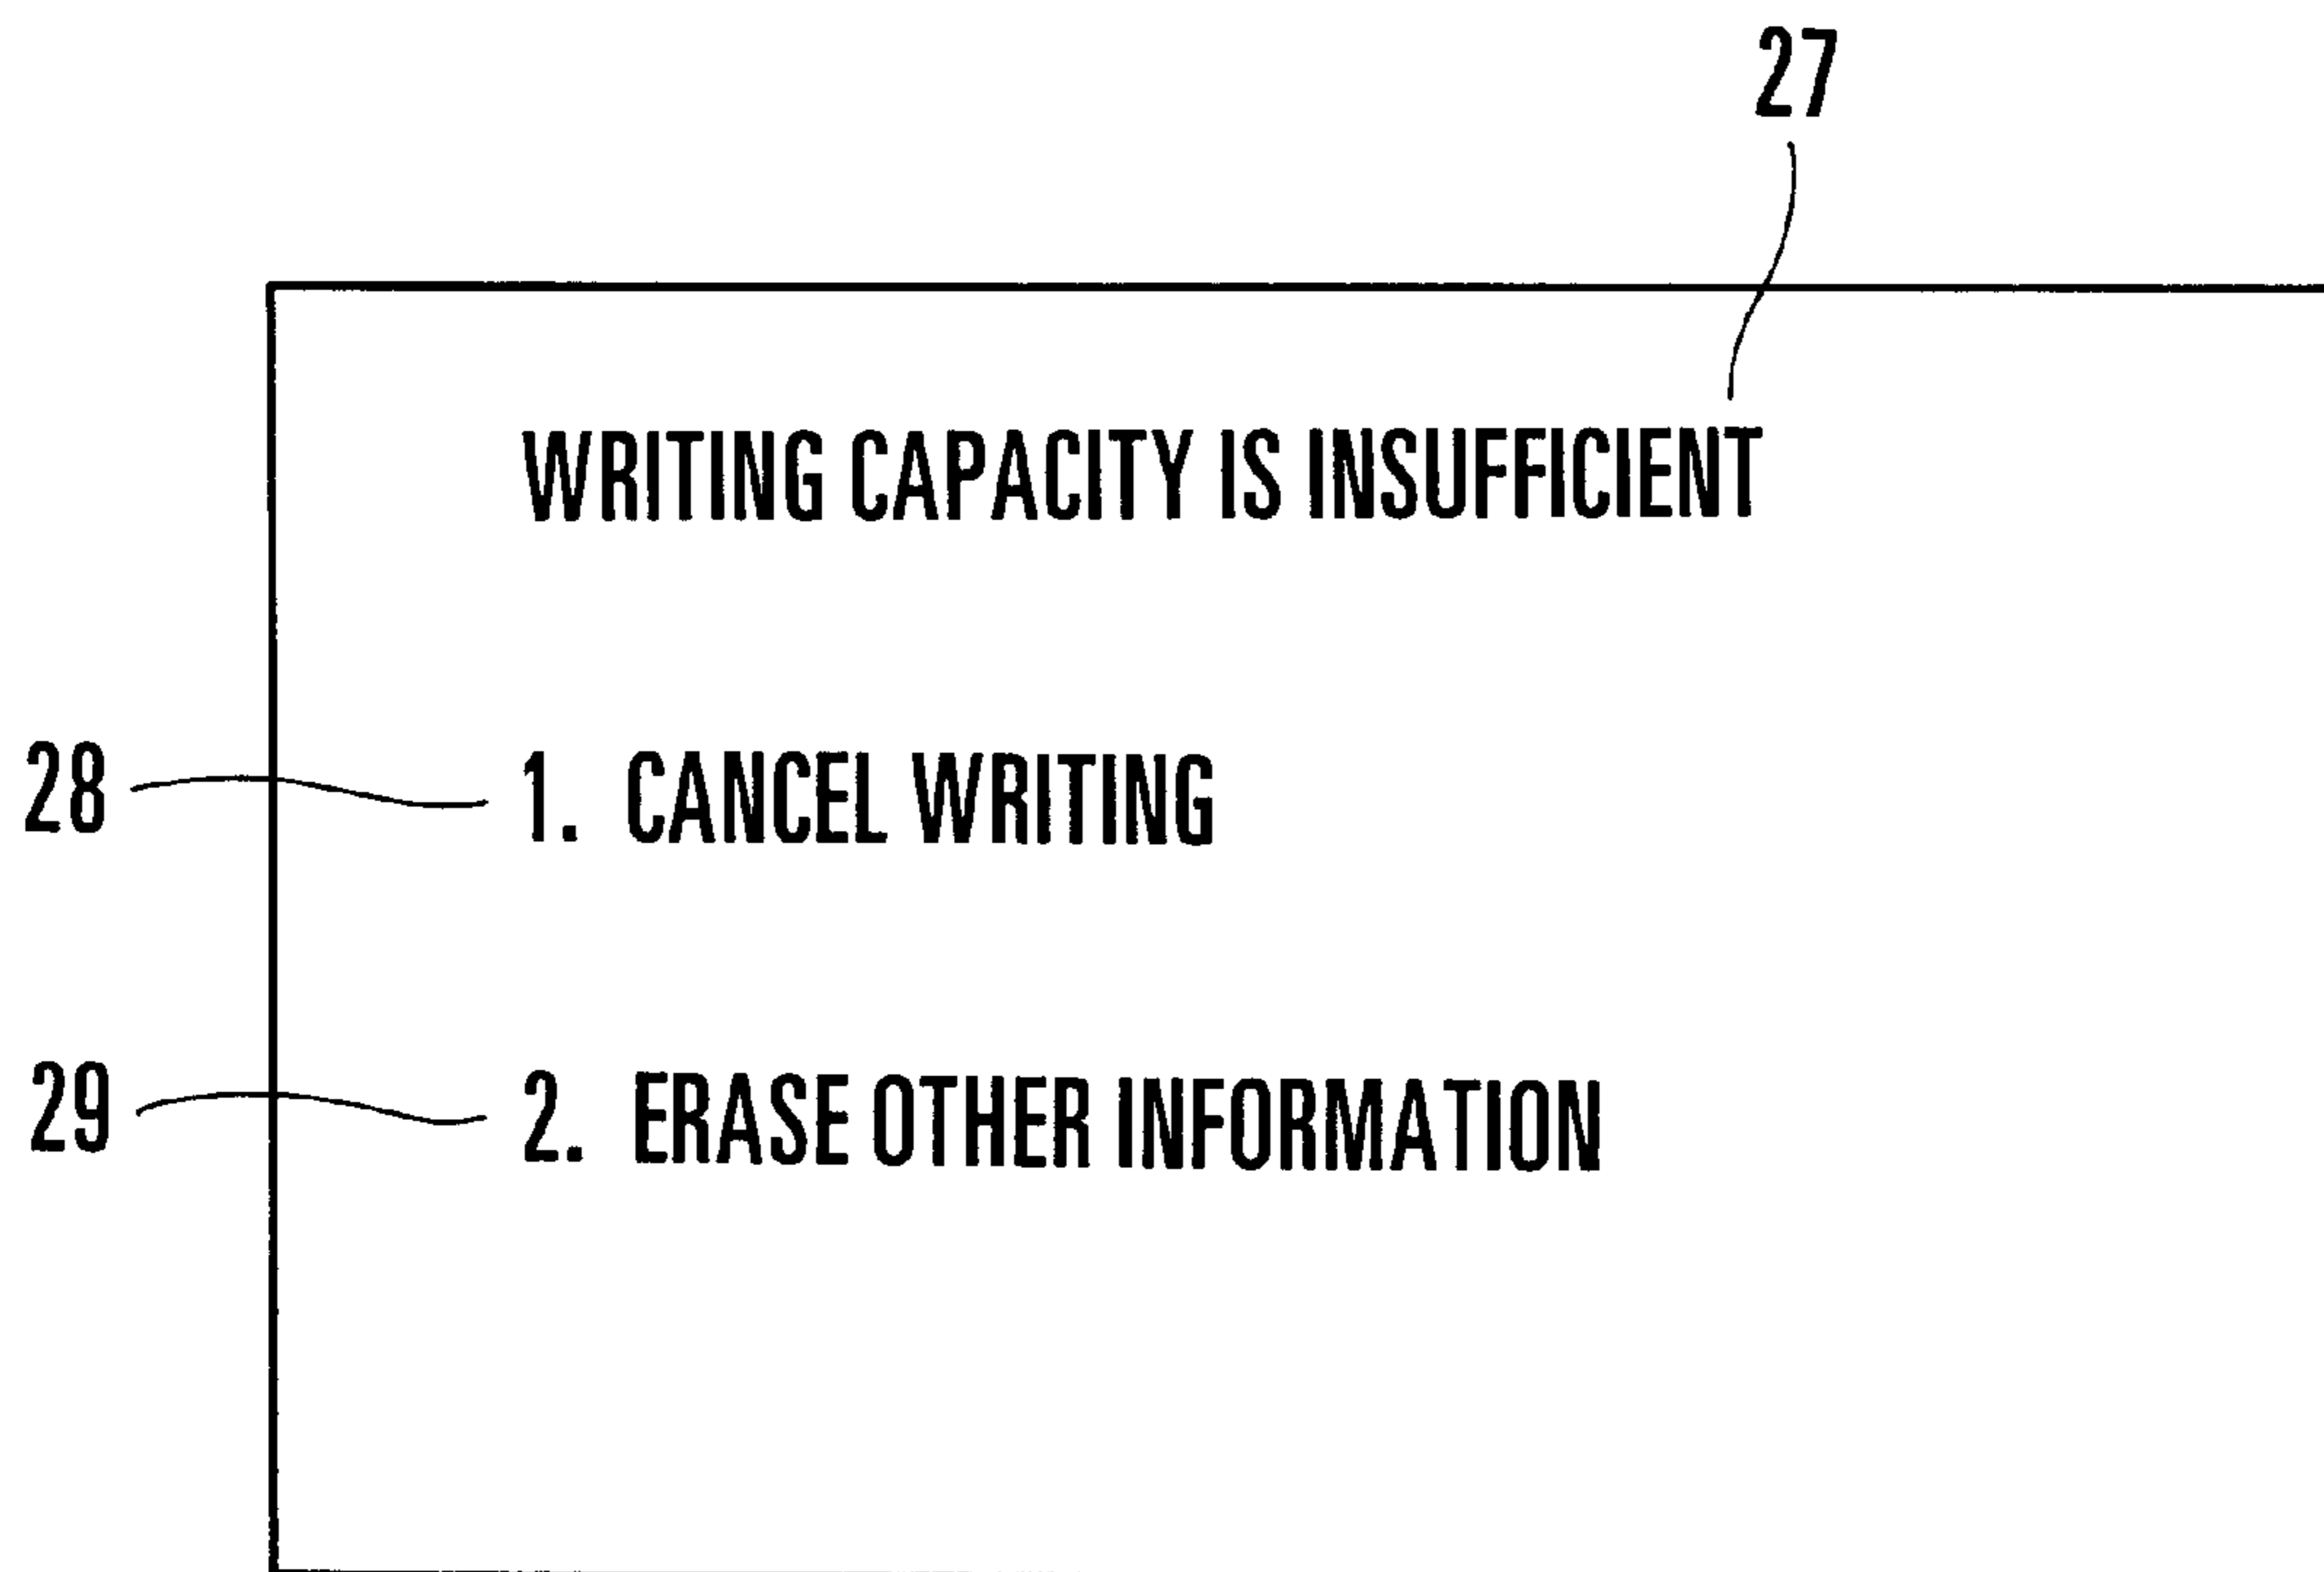 27
WRITING CAPACITY IS INSUFFICIENT
28 1. CANCEL WRITING
29 2. ERASE OTHER INFORMATION